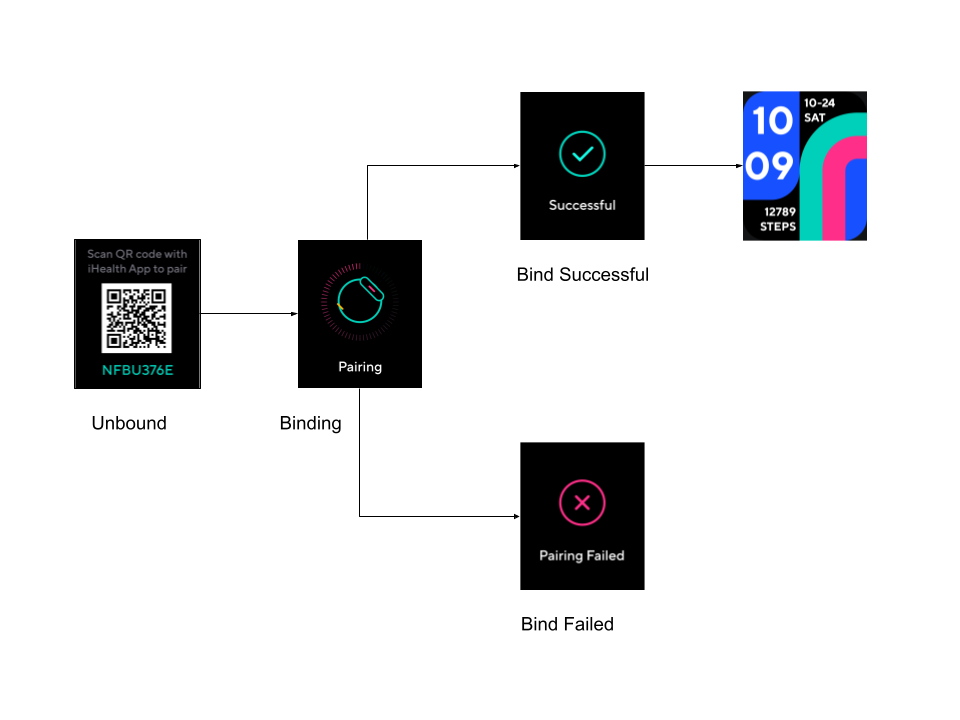 Scan QR code with
iHealth App to pair
NFBU376E
Unbound
Pairing
Binding
Successful
Bind Successful
10
09
10-24
SAT
12789
STEPS
Pairing Failed
Bind Failed